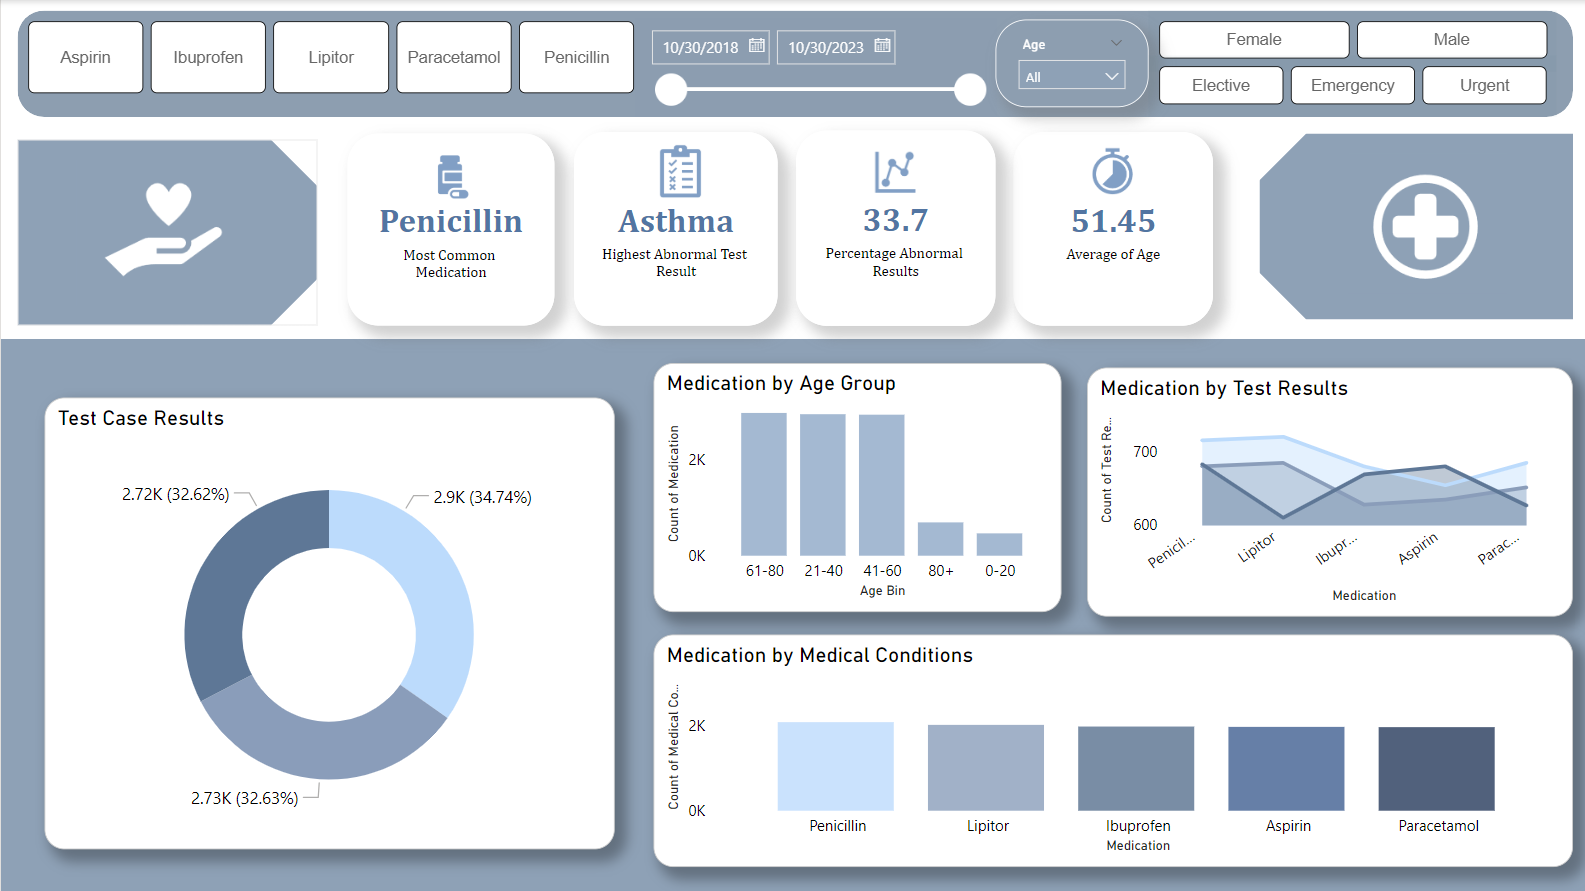 Aspirin
Ibuprofen
Lipitor
Paracetamol
Penicillin
10/30/2018
10/30/2023
Age
All
Female
Male
Elective
Emergency
Urgent
Penicillin
Most Common
Medication
Asthma
Highest Abnormal Test
Result
33.7
Percentage Abnormal
Results
51.45
Average of Age
Test Case Results
2.72K (32.62%)
2.9K (34.74%)
2.73K (32.63%)
Medication by Age Group
Count of Medication
2K
0K
61-80
21-40
41-60
80+
0-20
Age Bin
Medication by Test Results
Count of Test Re...
700
600
Penicil...
Lipitor
Ibupr...
Aspirin
Parac...
Medication
Medication by Medical Conditions
Count of Medical Co...
2K
0K
Penicillin
Lipitor
Ibuprofen
Aspirin
Paracetamol
Medication